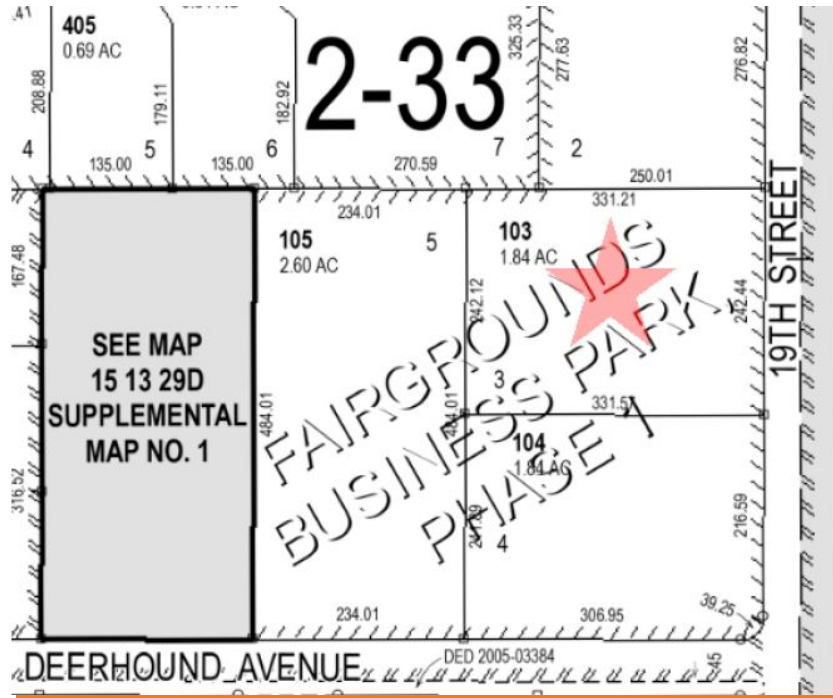 405
0.69 AC
208.88
179.11
182.92
2-33
325.33
277.63
276.82
4
5
6
7
2
135.00
135.00
270.59
250.01
234.01
331.21
167.48
105
2.60 AC
5
103
1.84 AC
242.12
242.44
19TH STREET
SEE MAP
15 13 29D
SUPPLEMENTAL
MAP NO. 1
FAIRGROUNDS
BUSINESS PARK,
PHASE 1
3
331.57
484.01
484.01
104
1.84 AC
316.52
4
216.59
39.25
234.01
306.95
DEERHOUND AVENUE
DED 2005-03384
45